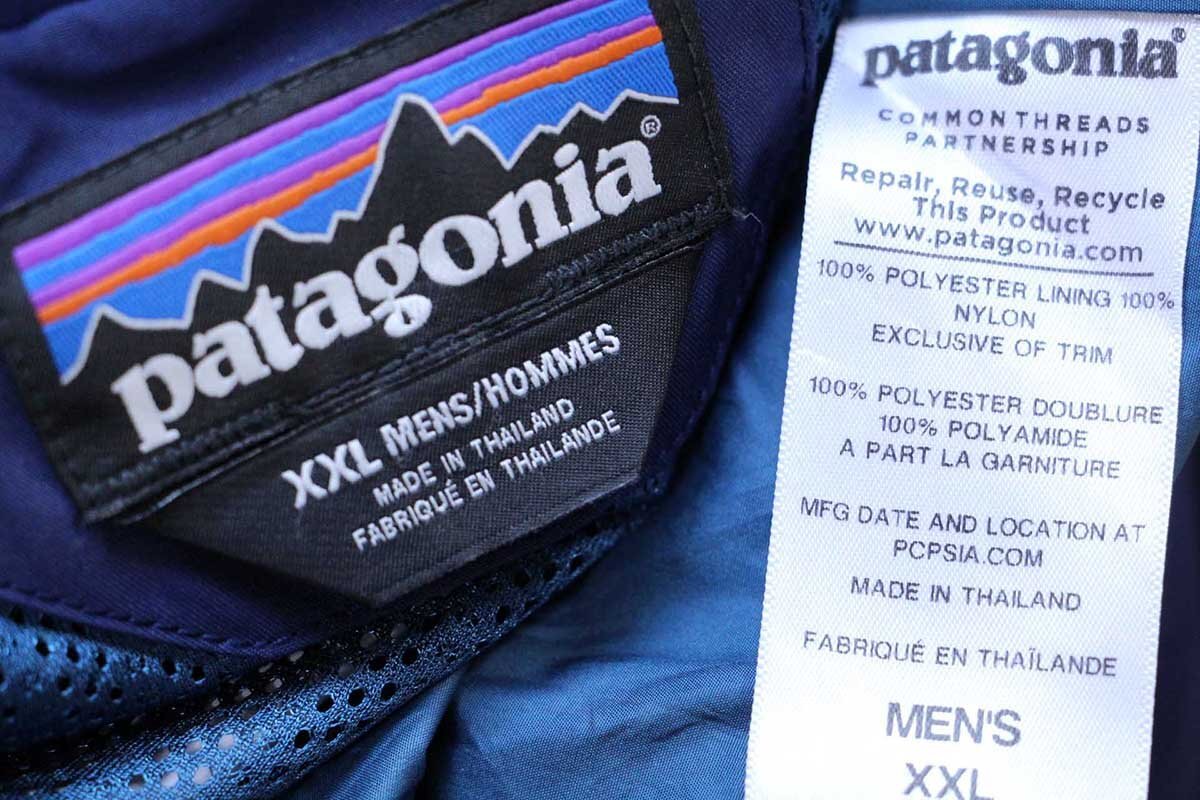 patagonia®
XXL MENS/HOMMES
MADE IN THAILAND
FABRIQUÉ EN THAILANDE
patagonia®
COMMON THREADS
PARTNERSHIP
Repair, Reuse, Recycle
This Product
www.patagonia.com
100% POLYESTER LINING 100%
NYLON
EXCLUSIVE OF TRIM
100% POLYESTER DOUBLURE
100% POLYAMIDE
A PART LA GARNITURE
MFG DATE AND LOCATION AT
PCPSIA.COM
MADE IN THAILAND
FABRIQUÉ EN THAÏLANDE
MEN'S
XXL